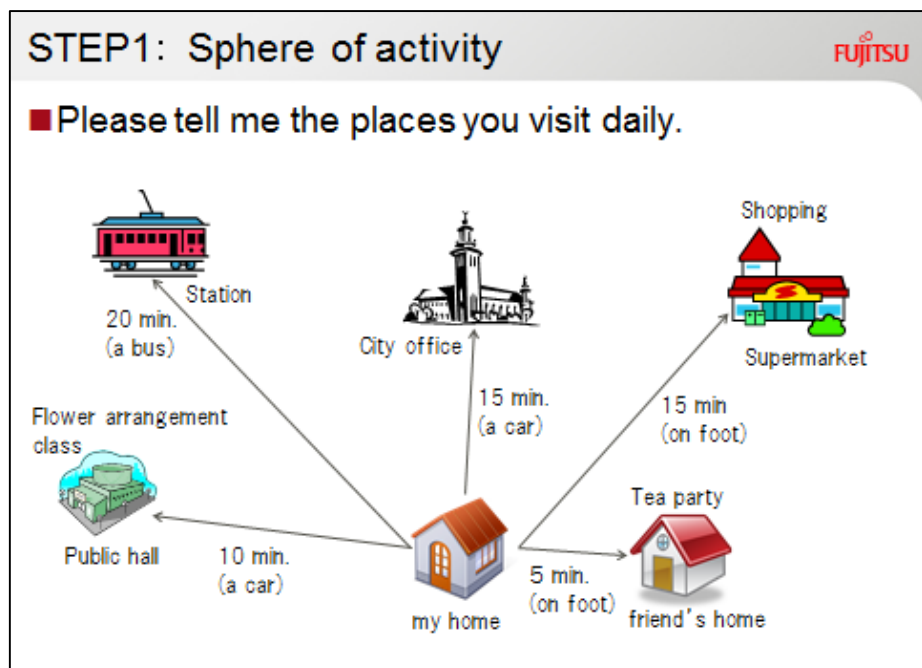 STEP1: Sphere of activity
FUJITSU
Please tell me the places you visit daily.
Station
20 min.
(a bus)
City office
15 min.
(a car)
Shopping
Supermarket
15 min
(on foot)
Flower arrangement
class
Public hall
10 min.
(a car)
my home
5 min.
(on foot)
Tea party
friend's home